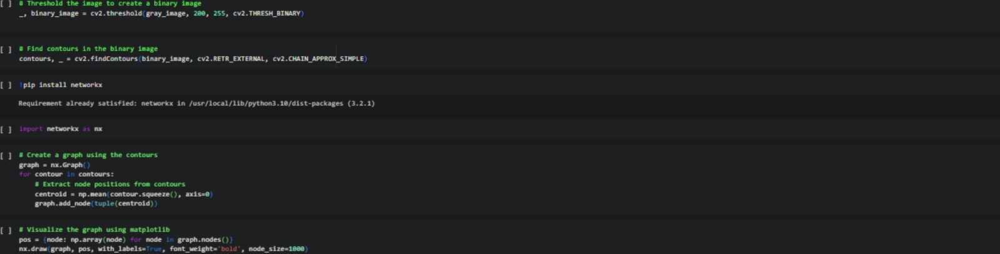 [ ] # Threshold the image to create a binary image
_, binary_image = cv2.threshold(gray_image, 200, 255, cv2.THRESH_BINARY)
[ ] # Find contours in the binary image
contours, _ = cv2.findContours(binary_image, cv2.RETR_EXTERNAL, cv2.CHAIN_APPROX_SIMPLE)
[ ] !pip install networkx
Requirement already satisfied: networkx in /usr/local/lib/python3.10/dist-packages (3.2.1)
[ ] import networkx as nx
[ ] # Create a graph using the contours
graph = nx.Graph()
for contour in contours:
    # Extract node positions from contours
    centroid = np.mean(contour.squeeze(), axis=0)
    graph.add_node(tuple(centroid))
[ ] # Visualize the graph using matplotlib
pos = {node: np.array(node) for node in graph.nodes()}
nx.draw(graph, pos, with_labels=True, font_weight='bold', node_size=1000)